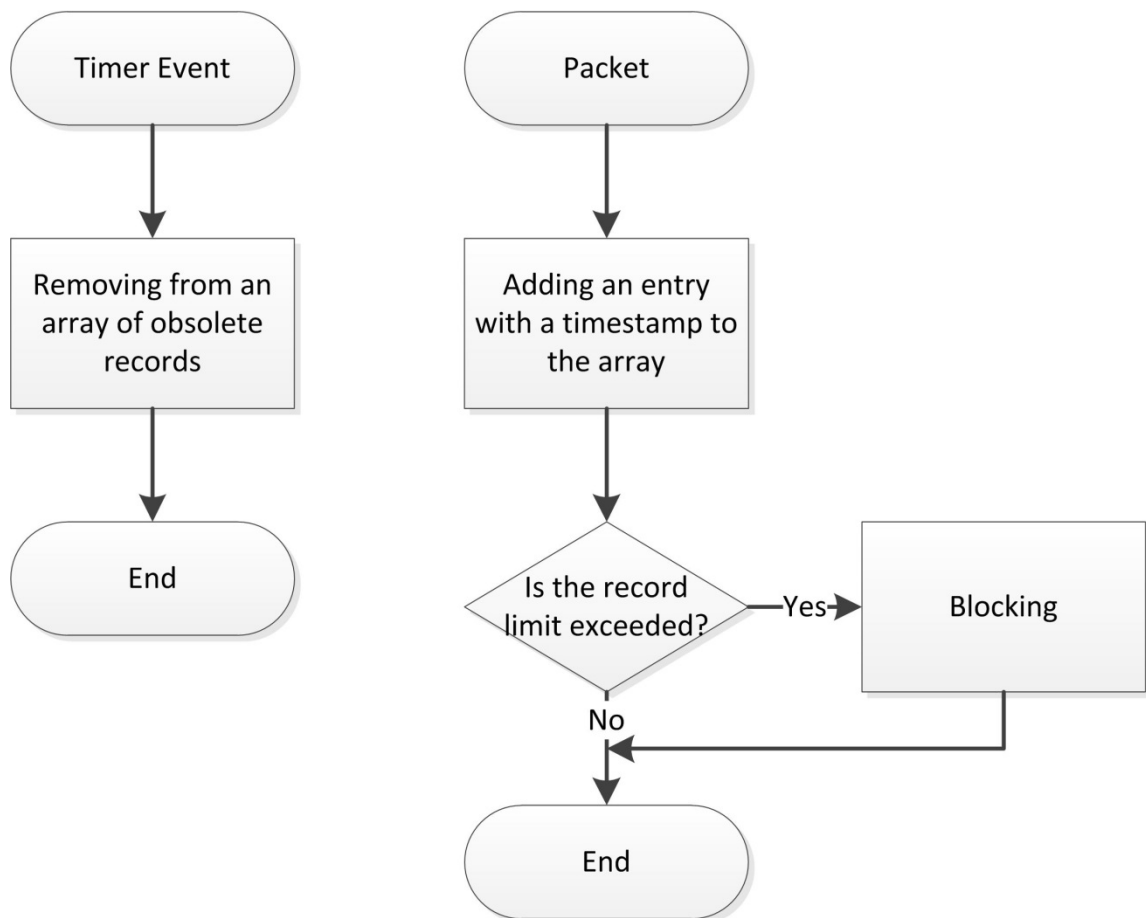 Timer Event
Removing from an
array of obsolete
records
End
Packet
Adding an entry
with a timestamp to
the array
Is the record
limit exceeded?
Yes
Blocking
No
End